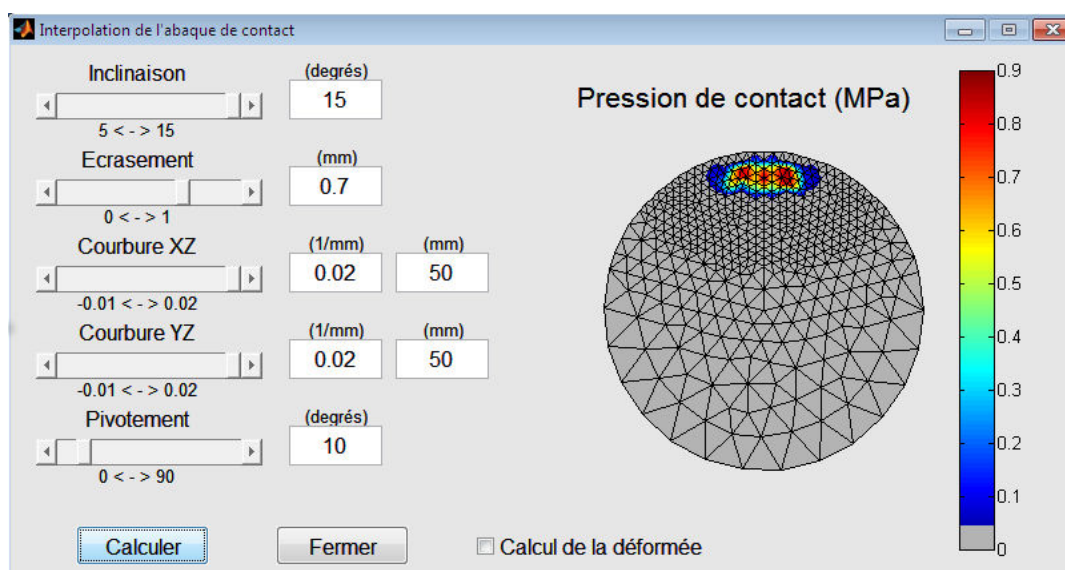 Interpolation de l'abaque de contact
Inclinaison
(degrés)
15
5 < - > 15
Ecrasement
(mm)
0.7
0 < - > 1
Courbure XZ
(1/mm)
(mm)
0.02
50
-0.01 < - > 0.02
Courbure YZ
(1/mm)
(mm)
0.02
50
-0.01 < - > 0.02
Pivotement
(degrés)
10
0 < - > 90
Calculer
Fermer
Calcul de la déformée
Pression de contact (MPa)
0.9
0.8
0.7
0.6
0.5
0.4
0.3
0.2
0.1
0